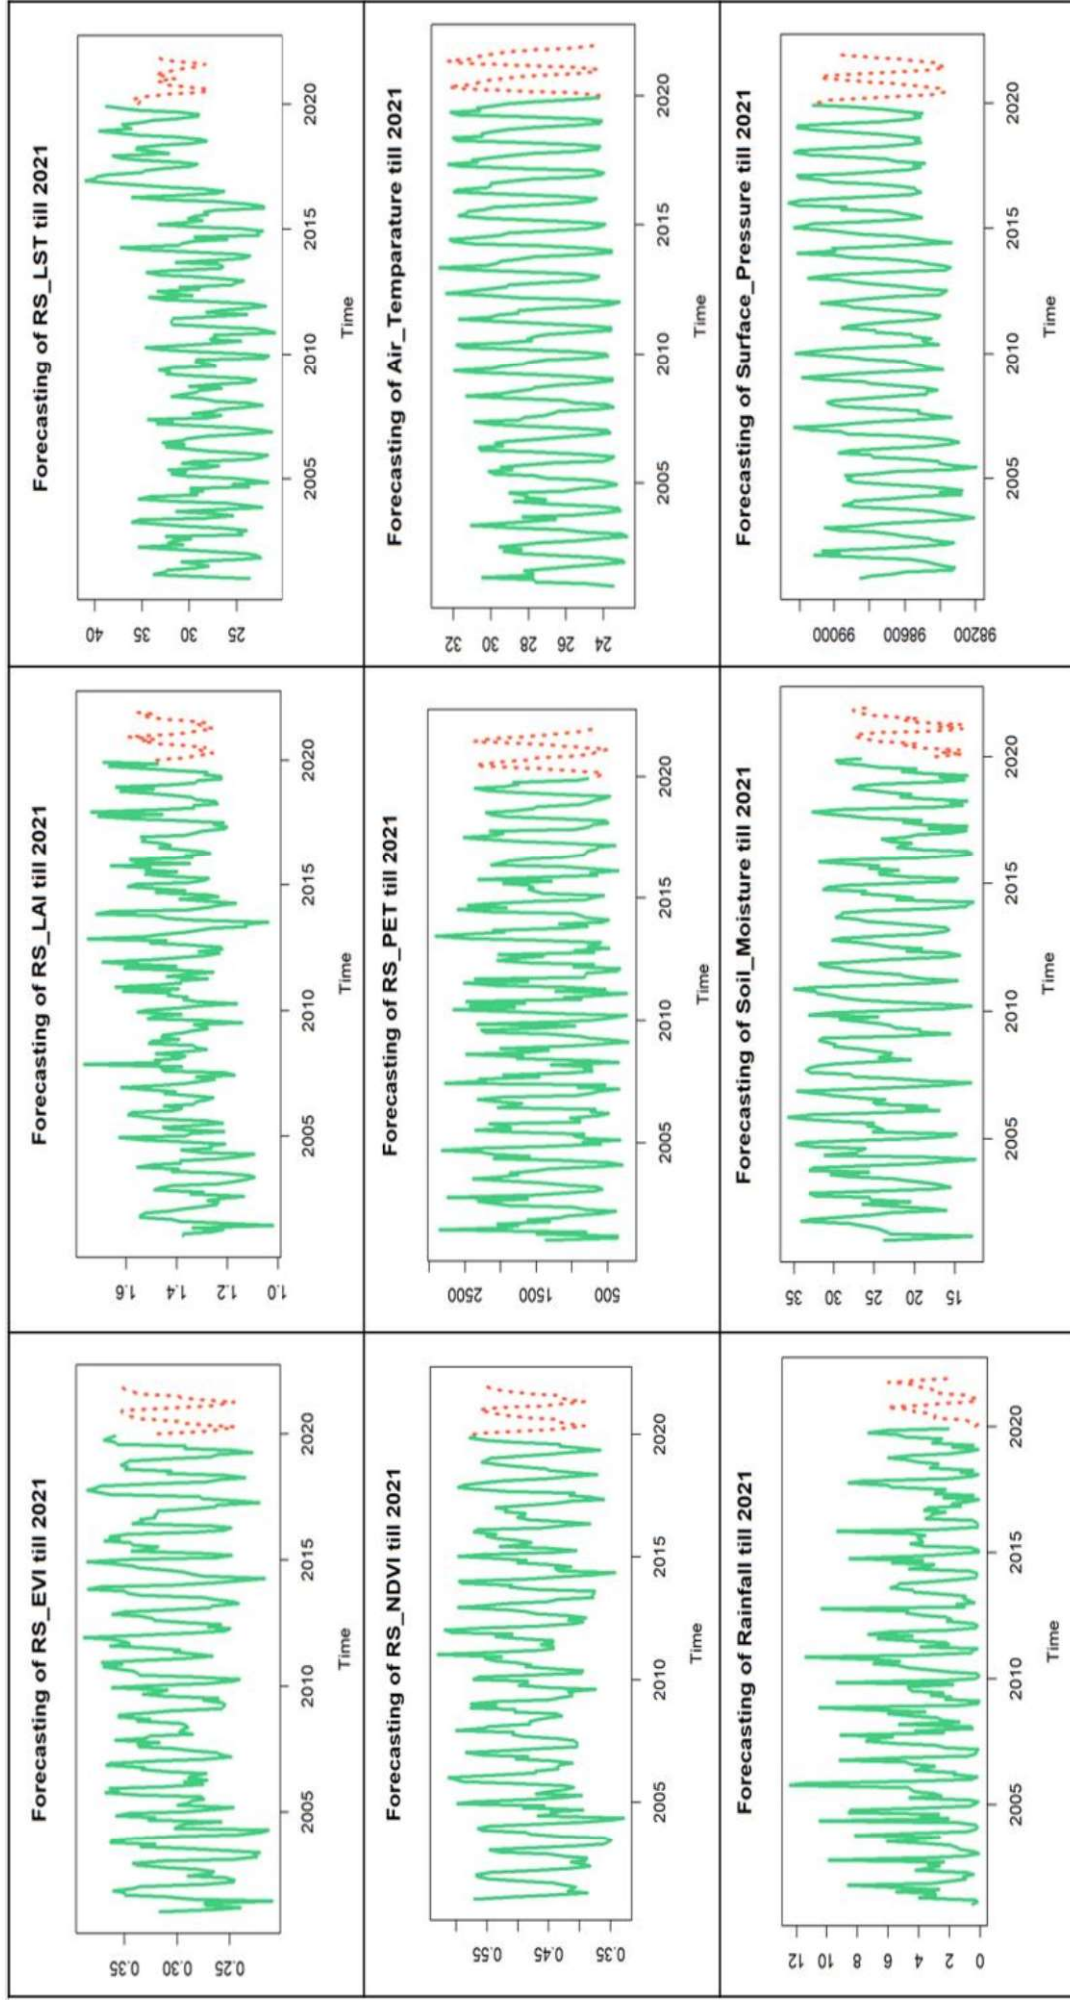 Forecasting of RS_EVI till 2021
0.25 0.30 0.35
2005 2010 2015 2020
Time
Forecasting of RS_LAI till 2021
1.0 1.2 1.4 1.6
2005 2010 2015 2020
Time
Forecasting of RS_LST till 2021
25 30 35 40
2005 2010 2015 2020
Time
Forecasting of RS_NDVI till 2021
0.35 0.45 0.55
2005 2010 2015 2020
Time
Forecasting of RS_PET till 2021
500 1500 2500
2005 2010 2015 2020
Time
Forecasting of Air_Temparature till 2021
24 26 28 30 32
2005 2010 2015 2020
Time
Forecasting of Rainfall till 2021
0 2 4 6 8 10 12
2005 2010 2015 2020
Time
Forecasting of Soil_Moisture till 2021
15 20 25 30 35
2005 2010 2015 2020
Time
Forecasting of Surface_Pressure till 2021
98200 98600 99000
2005 2010 2015 2020
Time